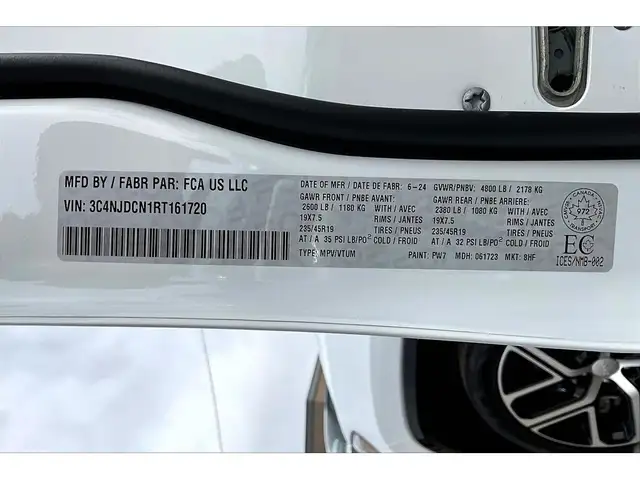 MFD BY / FABR PAR: FCA US LLC
VIN: 3C4NJDCN1RT161720
DATE OF MFR / DATE DE FABR: 6-24 GVWR/PNBV: 4800 LB / 2178 KG
GAWR FRONT / PNBE AVANT: GAWR REAR / PNBE ARRIERE:
2600 LB / 1180 KG WITH / AVEC 2380 LB / 1080 KG WITH / AVEC
19X7.5 RIMS / JANTES 19X7.5 RIMS / JANTES
235/45R19 TIRES / PNEUS 235/45R19 TIRES / PNEUS
AT / A 35 PSI LB/PO² COLD / FROID AT / A 32 PSI LB/PO² COLD / FROID
TYPE: MPV/VTUM PAINT: PW7 MDH: 061723 MKT: 8HF
CANADA
972
TRANSPORT
EC
ICES/NMB-002